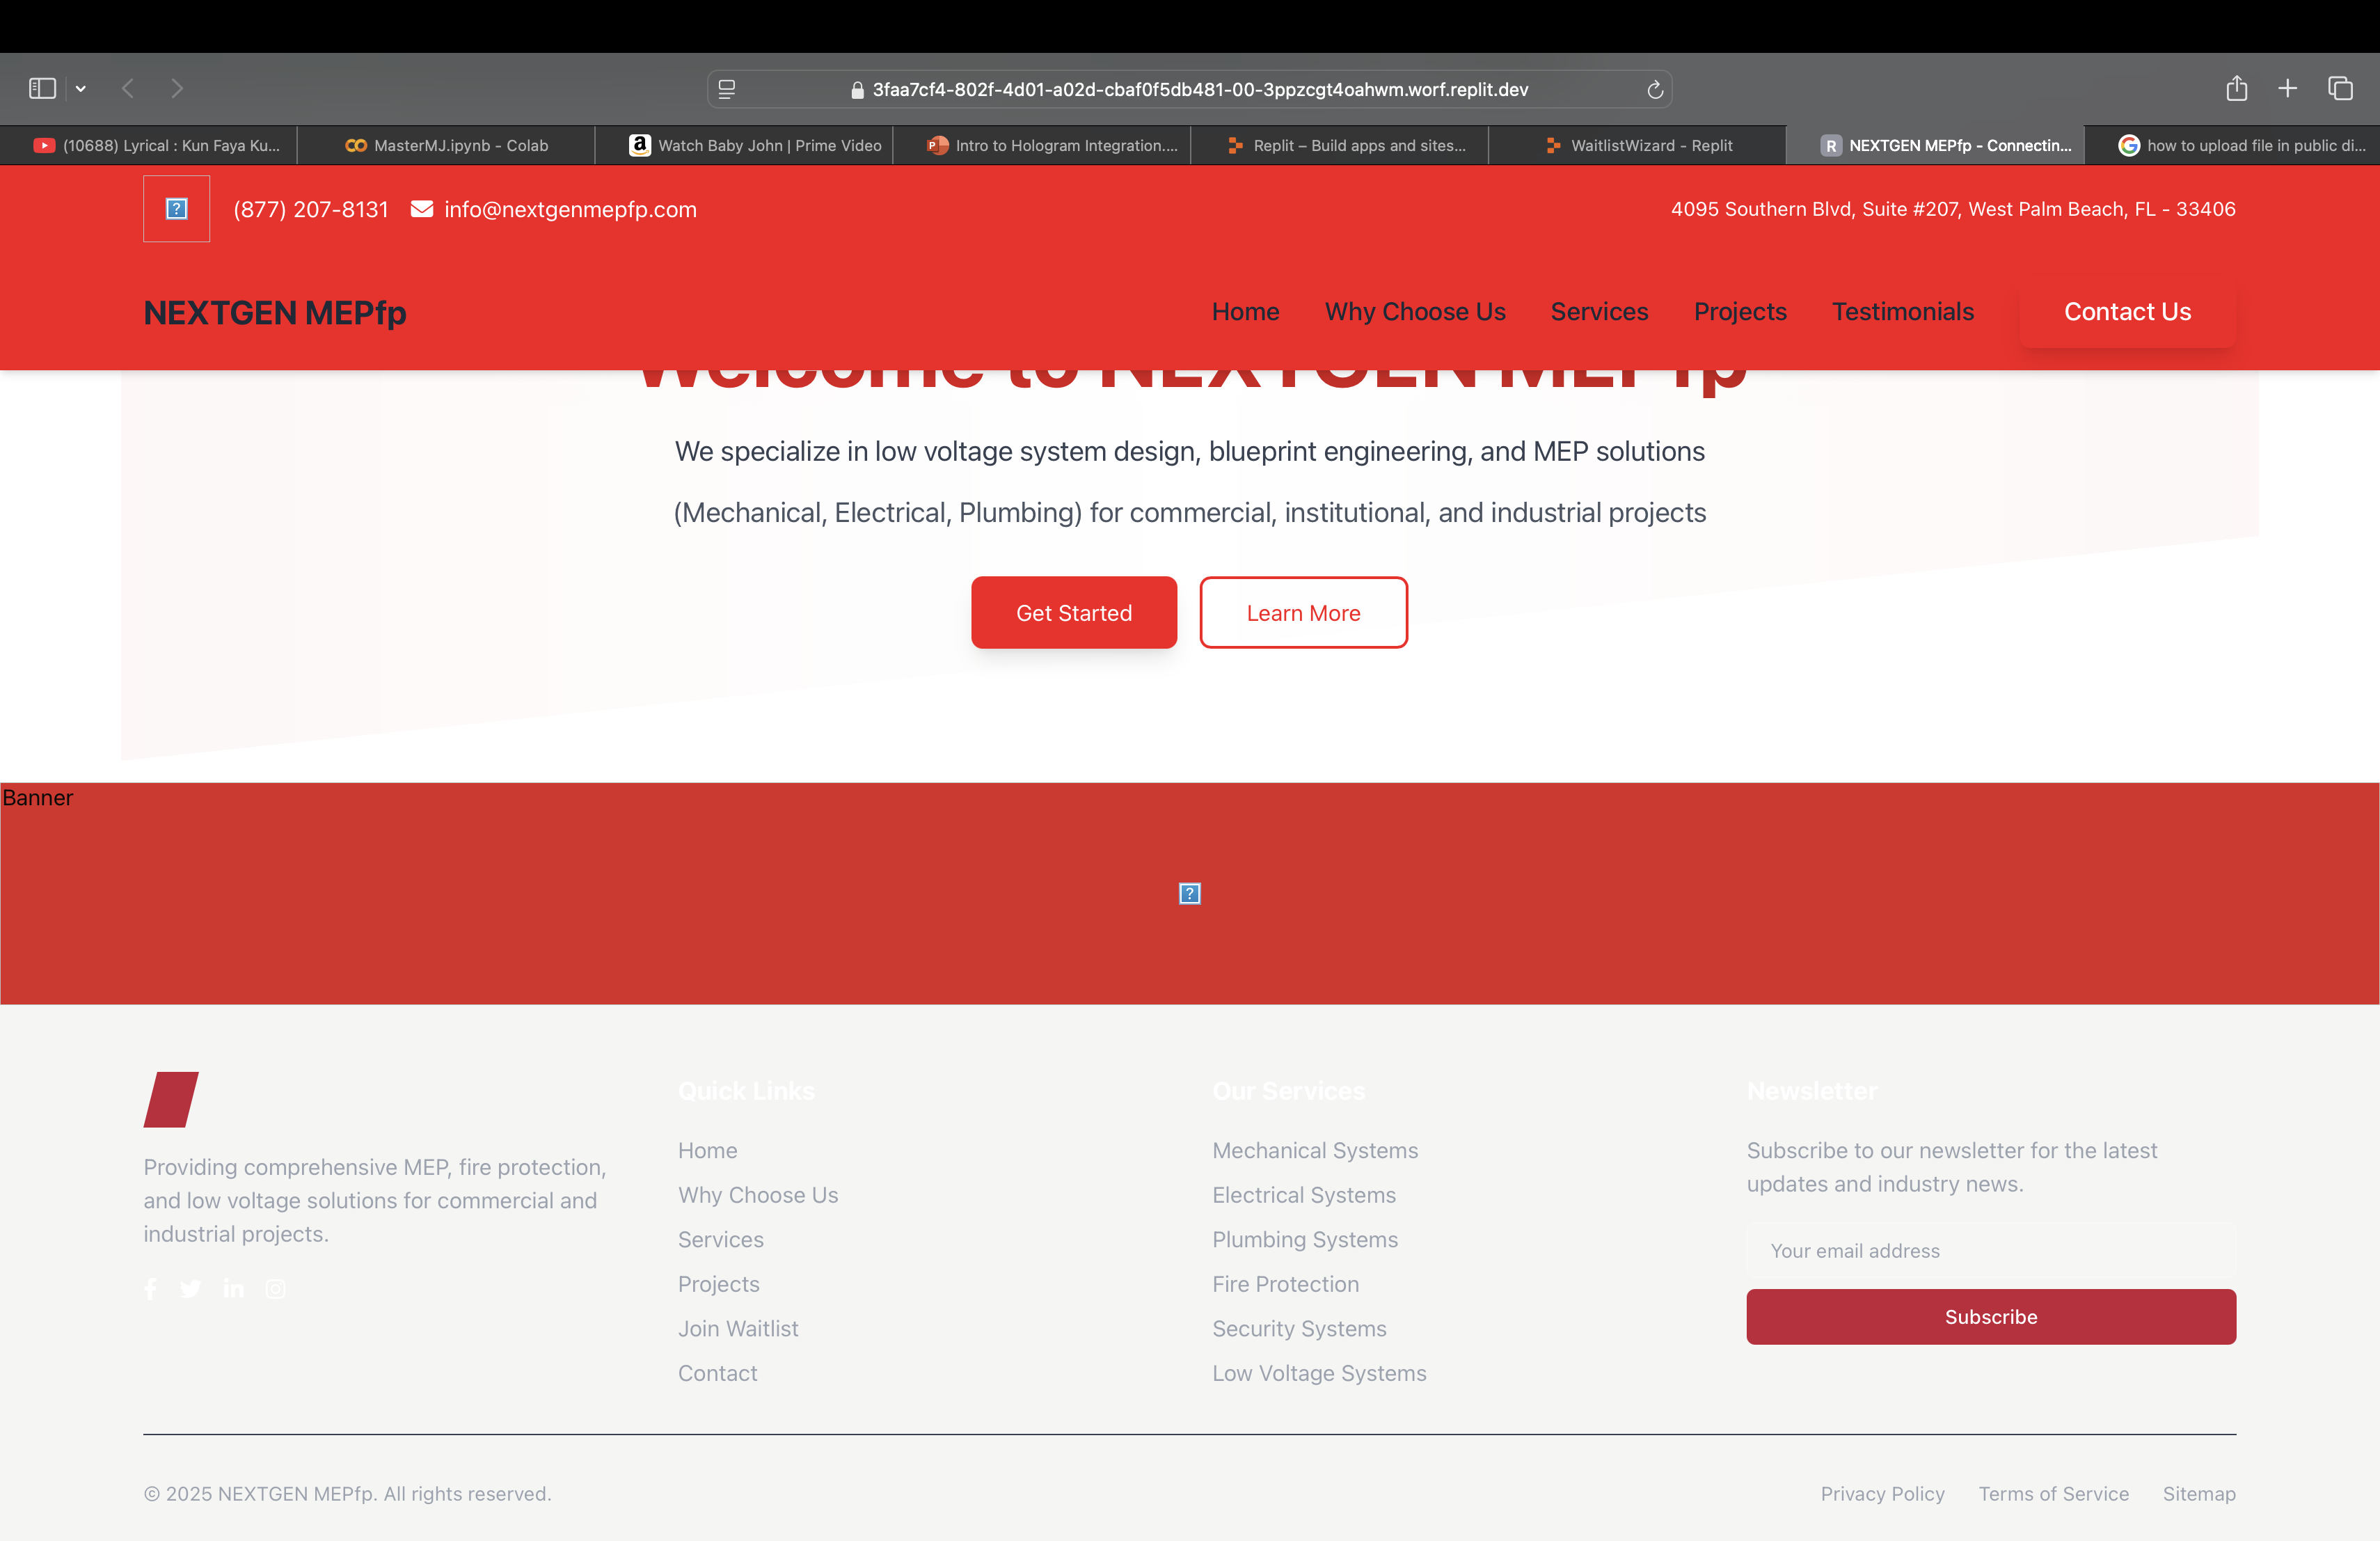 3faa7cf4-802f-4d01-a02d-cbaf0f5db481-00-3ppzcgt4oahwm.worf.replit.dev
(10688) Lyrical : Kun Faya Ku...
MasterMJ.ipynb - Colab
Watch Baby John | Prime Video
Intro to Hologram Integration....
Replit – Build apps and sites...
WaitlistWizard - Replit
NEXTGEN MEPfp - Connectin...
how to upload file in public di...
(877) 207-8131 info@nextgenmepfp.com
4095 Southern Blvd, Suite #207, West Palm Beach, FL - 33406
NEXTGEN MEPfp
Home
Why Choose Us
Services
Projects
Testimonials
Contact Us
Welcome to NEXTGEN MEPfp
We specialize in low voltage system design, blueprint engineering, and MEP solutions
(Mechanical, Electrical, Plumbing) for commercial, institutional, and industrial projects
Get Started
Learn More
Banner
Providing comprehensive MEP, fire protection,
and low voltage solutions for commercial and
industrial projects.
Quick Links
Home
Why Choose Us
Services
Projects
Join Waitlist
Contact
Our Services
Mechanical Systems
Electrical Systems
Plumbing Systems
Fire Protection
Security Systems
Low Voltage Systems
Newsletter
Subscribe to our newsletter for the latest
updates and industry news.
Your email address
Subscribe
© 2025 NEXTGEN MEPfp. All rights reserved.
Privacy Policy
Terms of Service
Sitemap